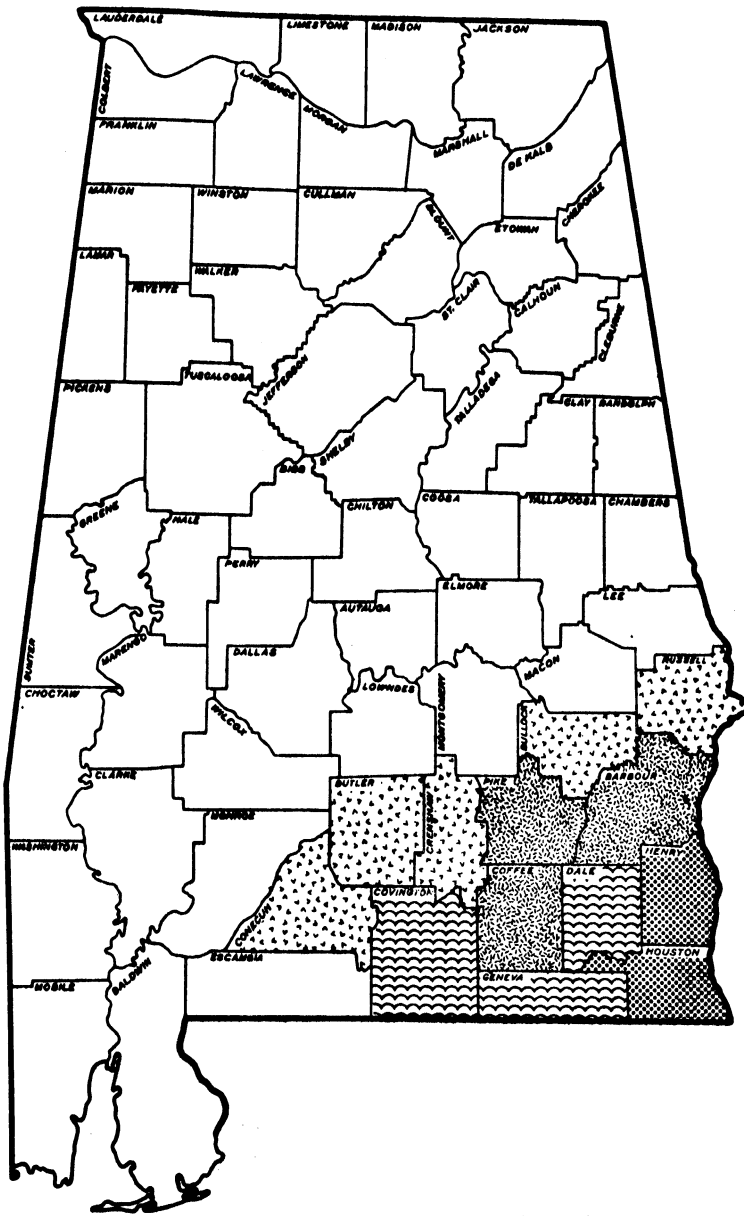 LAUDERDALE
LIMESTONE
MADISON
JACKSON
COLBERT
LAWRENCE
MORGAN
FRANKLIN
MARSHALL
DE KALB
MARION
WINSTON
CULLMAN
BLOUNT
ETOWAH
CHEROKEE
LAMAR
FAYETTE
WALKER
ST. CLAIR
CALHOUN
CLEBURNE
PICKENS
TUSCALOOSA
JEFFERSON
TALLADEGA
CLAY
RANDOLPH
SHELBY
BIBB
GREENE
HALE
CHILTON
COOSA
TALLAPOOSA
CHAMBERS
PERRY
AUTAUGA
ELMORE
LEE
SUMTER
MARENGO
DALLAS
LOWNDES
MONTGOMERY
MACON
RUSSELL
CHOCTAW
WILCOX
BULLOCK
CLARKE
BUTLER
CRENSHAW
PIKE
BARBOUR
MONROE
WASHINGTON
CONECUH
COVINGTON
COFFEE
DALE
HENRY
ESCAMBIA
GENEVA
HOUSTON
MOBILE
BALDWIN